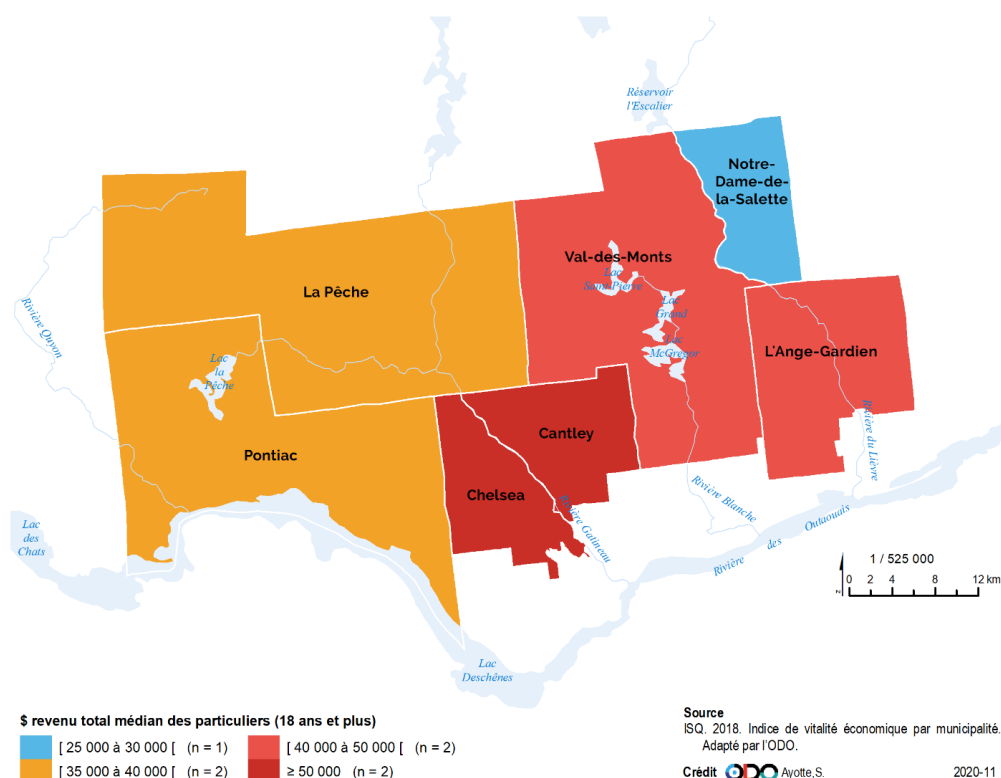 Réservoir
l'Escalier
Notre-
Dame-de-
la-Salette
Val-des-Monts
Lac
Saint-Pierre
La Pêche
Lac
Grand
Rivière Quyon
Lac
McGregor
L'Ange-Gardien
Lac
la
Pêche
Cantley
Rivière du Lièvre
Pontiac
Chelsea
Rivière Blanche
Rivière Gatineau
Lac
des
Chats
Rivière des Outaouais
1 / 525 000
z
0 2 4 8 12 km
Lac
Deschênes
$ revenu total médian des particuliers (18 ans et plus)
[ 25 000 à 30 000 [ (n = 1)
[ 40 000 à 50 000 [ (n = 2)
[ 35 000 à 40 000 [ (n = 2)
≥ 50 000 (n = 2)
Source
ISQ. 2018. Indice de vitalité économique par municipalité.
Adapté par l'ODO.
Crédit ODO Ayotte,S. 2020-11